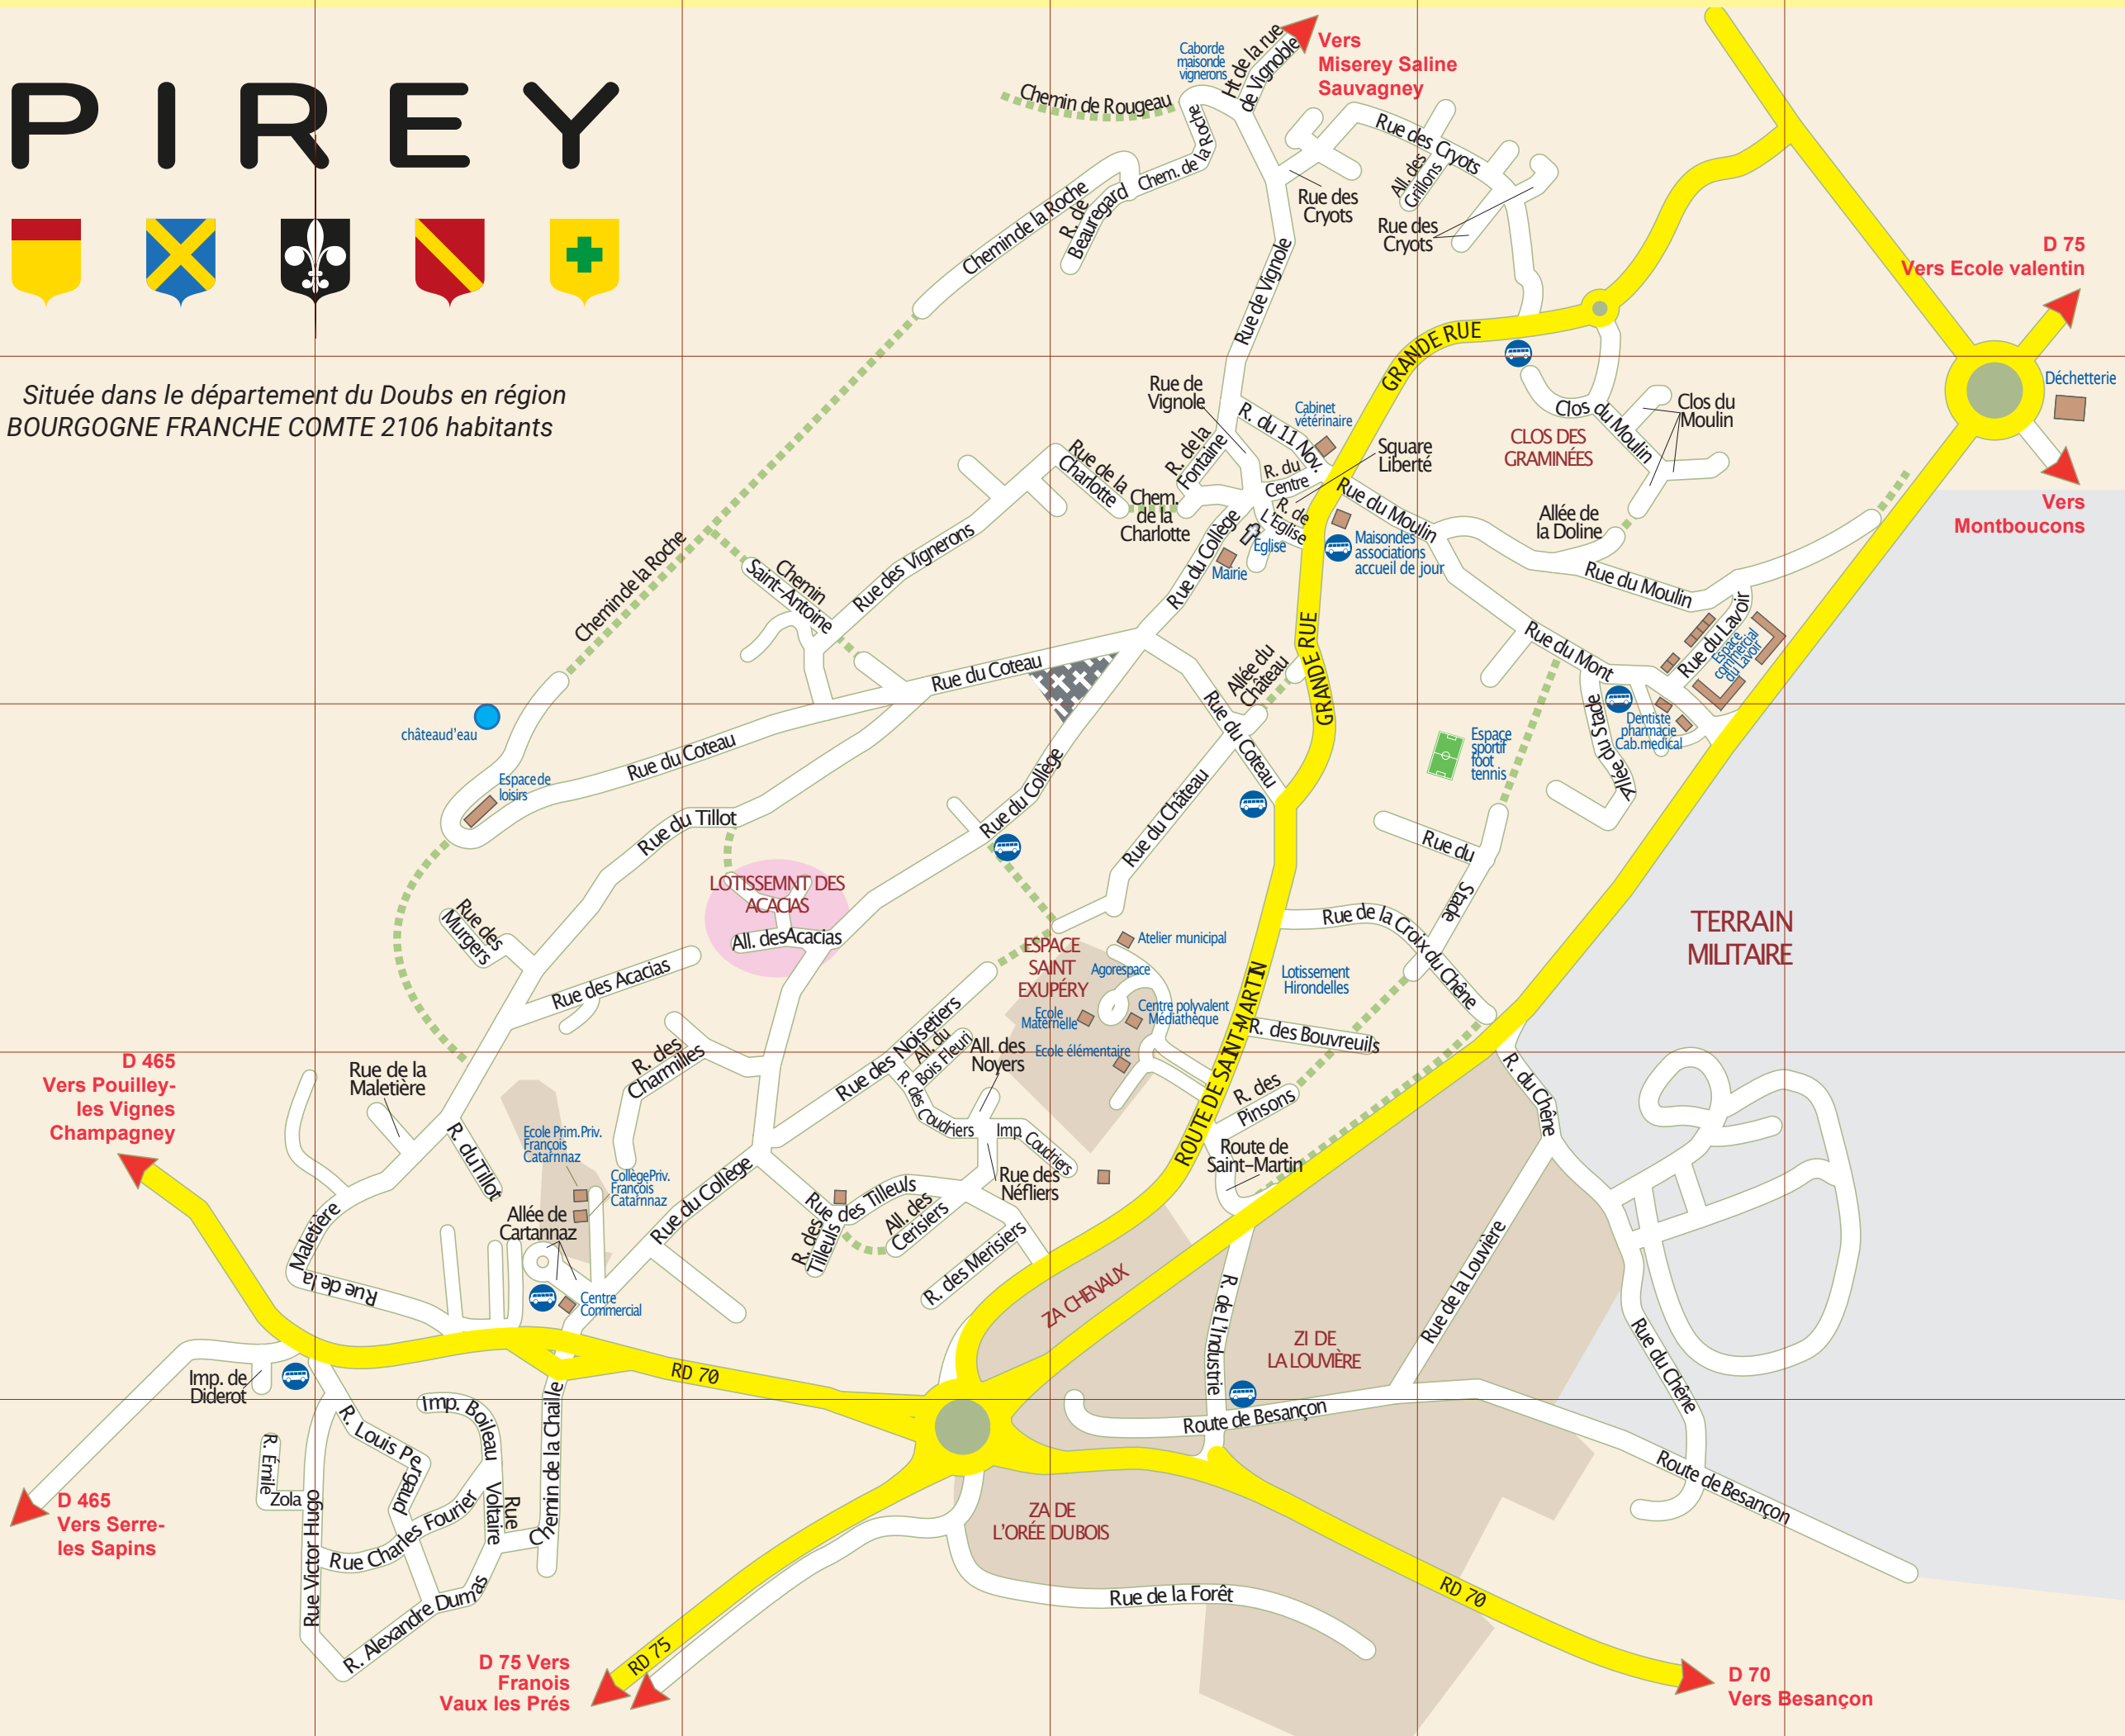 PIREY
Située dans le département du Doubs en région
BOURGOGNE FRANCHE COMTE 2106 habitants
Caborde
maisonde
vignerons
Ht de la rue
de Vignoble
Vers
Miserey Saline
Sauvagney
Chemin de Rougeau
Chem. de la Roche
Chemin de la Roche
R. de
Beauregard
Rue des Cryots
All. des
Grillons
Rue des
Cryots
Rue des
Cryots
Rue de Vignole
D 75
Vers Ecole valentin
GRANDE RUE
Déchetterie
Vers
Montboucons
Rue de
Vignole
R. du 11 Nov.
Cabinet
vétérinaire
Square
Liberté
Clos du Moulin
Clos du
Moulin
CLOS DES
GRAMINÉES
R. de la
Fontaine
R. du
Centre
R. de
L'Eglise
Rue de la
Charlotte
Chem.
de la
Charlotte
Rue du Moulin
Allée de
la Doline
Eglise
Mairie
Maisondes
associations
accueil de jour
Rue du Collège
Rue du Moulin
Rue du Lavoir
Espace
commercial
du Lavoir
Rue des Vignerons
Chemin
Saint-Antoine
Chemin de la Roche
Rue du Coteau
Allée du
Château
GRANDE RUE
Rue du Mont
Allée du Stade
Dentiste
pharmacie
Cab.medical
châteaud'eau
Espace de
loisirs
Rue du Coteau
Rue du Coteau
Espace
sportif
foot
tennis
Rue du Tillot
Rue du Collège
Rue du Château
Rue du
Stade
LOTISSEMNT DES
ACACIAS
All. des Acacias
Rue de la Croix du Chêne
TERRAIN
MILITAIRE
Rue des
Murgers
Rue des Acacias
ESPACE
SAINT
EXUPÉRY
Atelier municipal
Agorespace
Ecole
Maternelle
Centre polyvalent
Médiathèque
Ecole élémentaire
Lotissement
Hirondelles
ROUTE DE SAINT-MARTIN
R. des Bouvreuils
R. des
Pinsons
Route de
Saint-Martin
Rue des Noisetiers
All. du
Bois Fleuri
All. des
Noyers
R. des Coudriers
Imp. Coudriers
Rue des
Néfliers
R. des
Charmilles
D 465
Vers Pouilley-
les Vignes
Champagney
Rue de la
Maletière
R. du Tillot
Ecole Prim.Priv.
François
Catarnnaz
CollègePriv.
François
Catarnnaz
Allée de
Cartannaz
Rue du Collège
Rue des Tilleuls
R. des
Tilleuls
All. des
Cerisiers
R. des Merisiers
Rue de la
Maletière
Centre
Commercial
ZA CHENAUX
R. de L'Industrie
ZI DE
LA LOUVIÈRE
Rue de la Louvière
R. du Chêne
Rue du Chêne
RD 70
Imp. de
Diderot
Route de Besançon
Route de Besançon
D 465
Vers Serre-
les Sapins
R. Émile
Zola
R. Louis Pergaud
Imp. Boileau
Rue
Voltaire
Chemin de la Chaille
Ch
Rue Charles Fourier
Rue Victor Hugo
R. Alexandre Dumas
ZA DE
L'ORÉE DUBOIS
Rue de la Forêt
RD 70
RD 75
D 75 Vers
Franois
Vaux les Prés
D 70
Vers Besançon